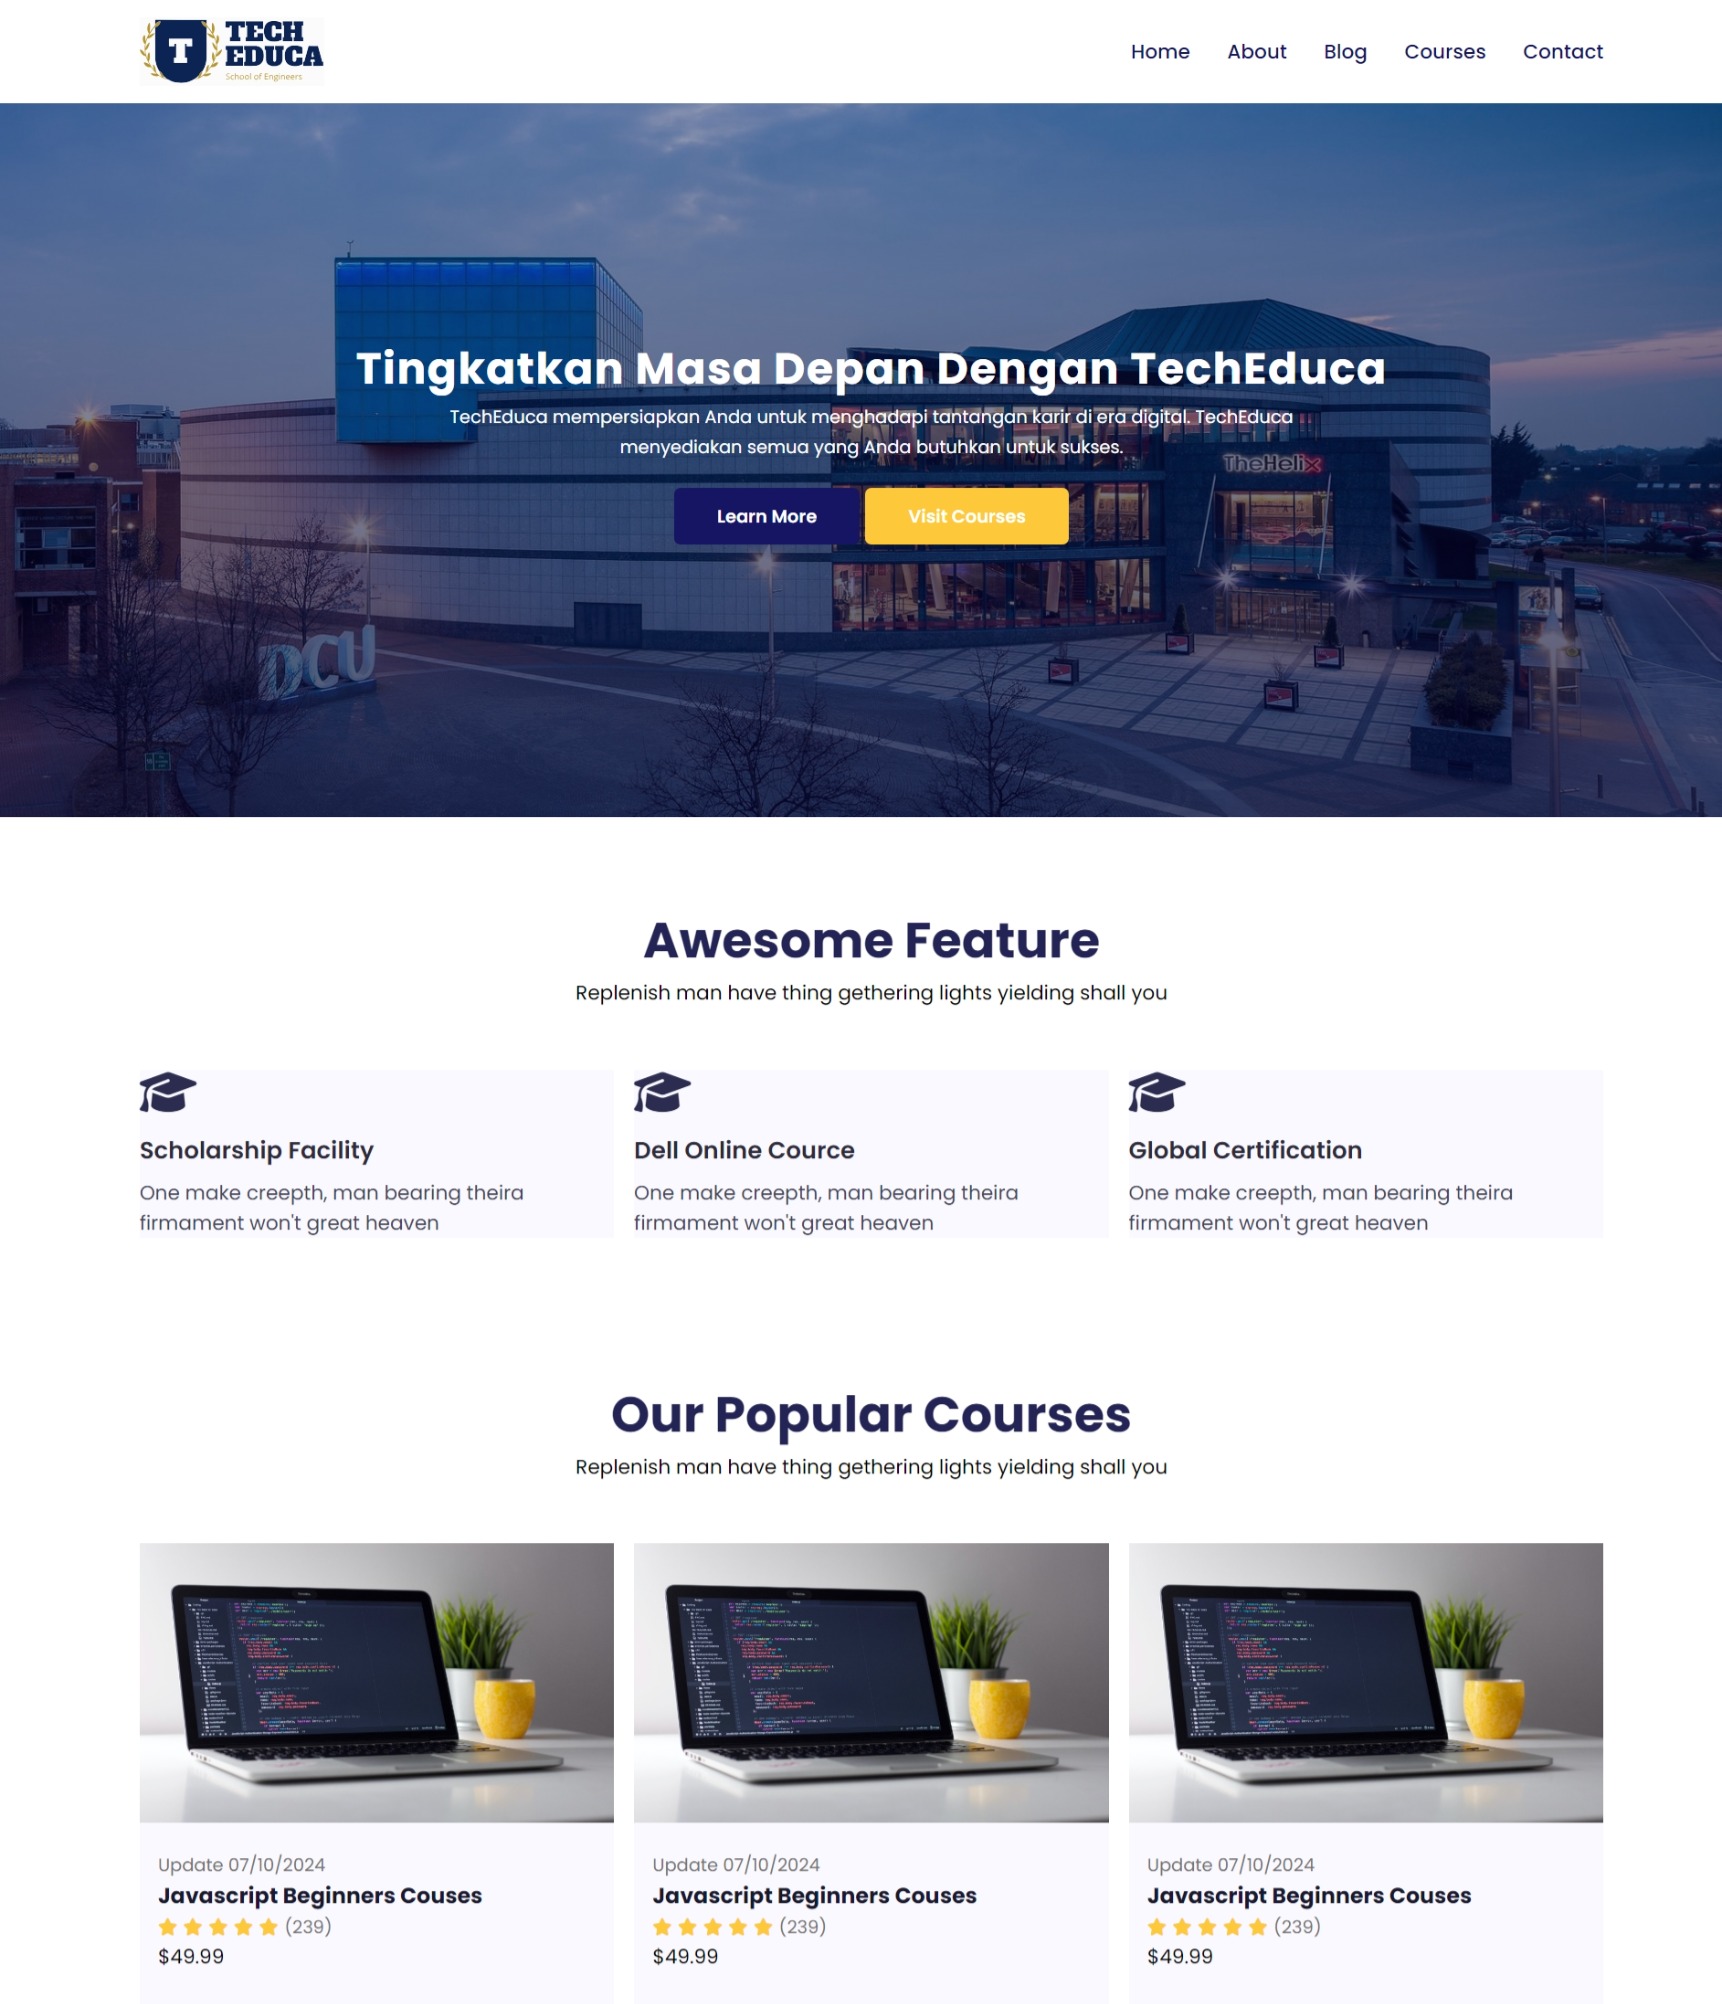 T
TECH
EDUCA
School of Engineers
Home About Blog Courses Contact
Tingkatkan Masa Depan Dengan TechEduca
TechEduca mempersiapkan Anda untuk menghadapi tantangan karir di era digital. TechEduca
menyediakan semua yang Anda butuhkan untuk sukses.
TheHelix
Learn More Visit Courses
DCU
Awesome Feature
Replenish man have thing gethering lights yielding shall you
Scholarship Facility
One make creepth, man bearing theira
firmament won't great heaven
Dell Online Cource
One make creepth, man bearing theira
firmament won't great heaven
Global Certification
One make creepth, man bearing theira
firmament won't great heaven
Our Popular Courses
Replenish man have thing gethering lights yielding shall you
Update 07/10/2024
Javascript Beginners Couses
(239)
$49.99
Update 07/10/2024
Javascript Beginners Couses
(239)
$49.99
Update 07/10/2024
Javascript Beginners Couses
(239)
$49.99